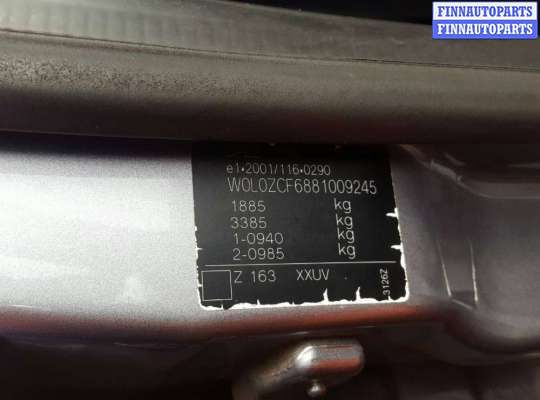 FINNAUTOPARTS
FINNAUTOPARTS
e1•2001/116•0290
W0L0ZCF6881009245
1885 kg
3385 kg
1-0940 kg
2-0985 kg
Z 163 XXUV
3126Z